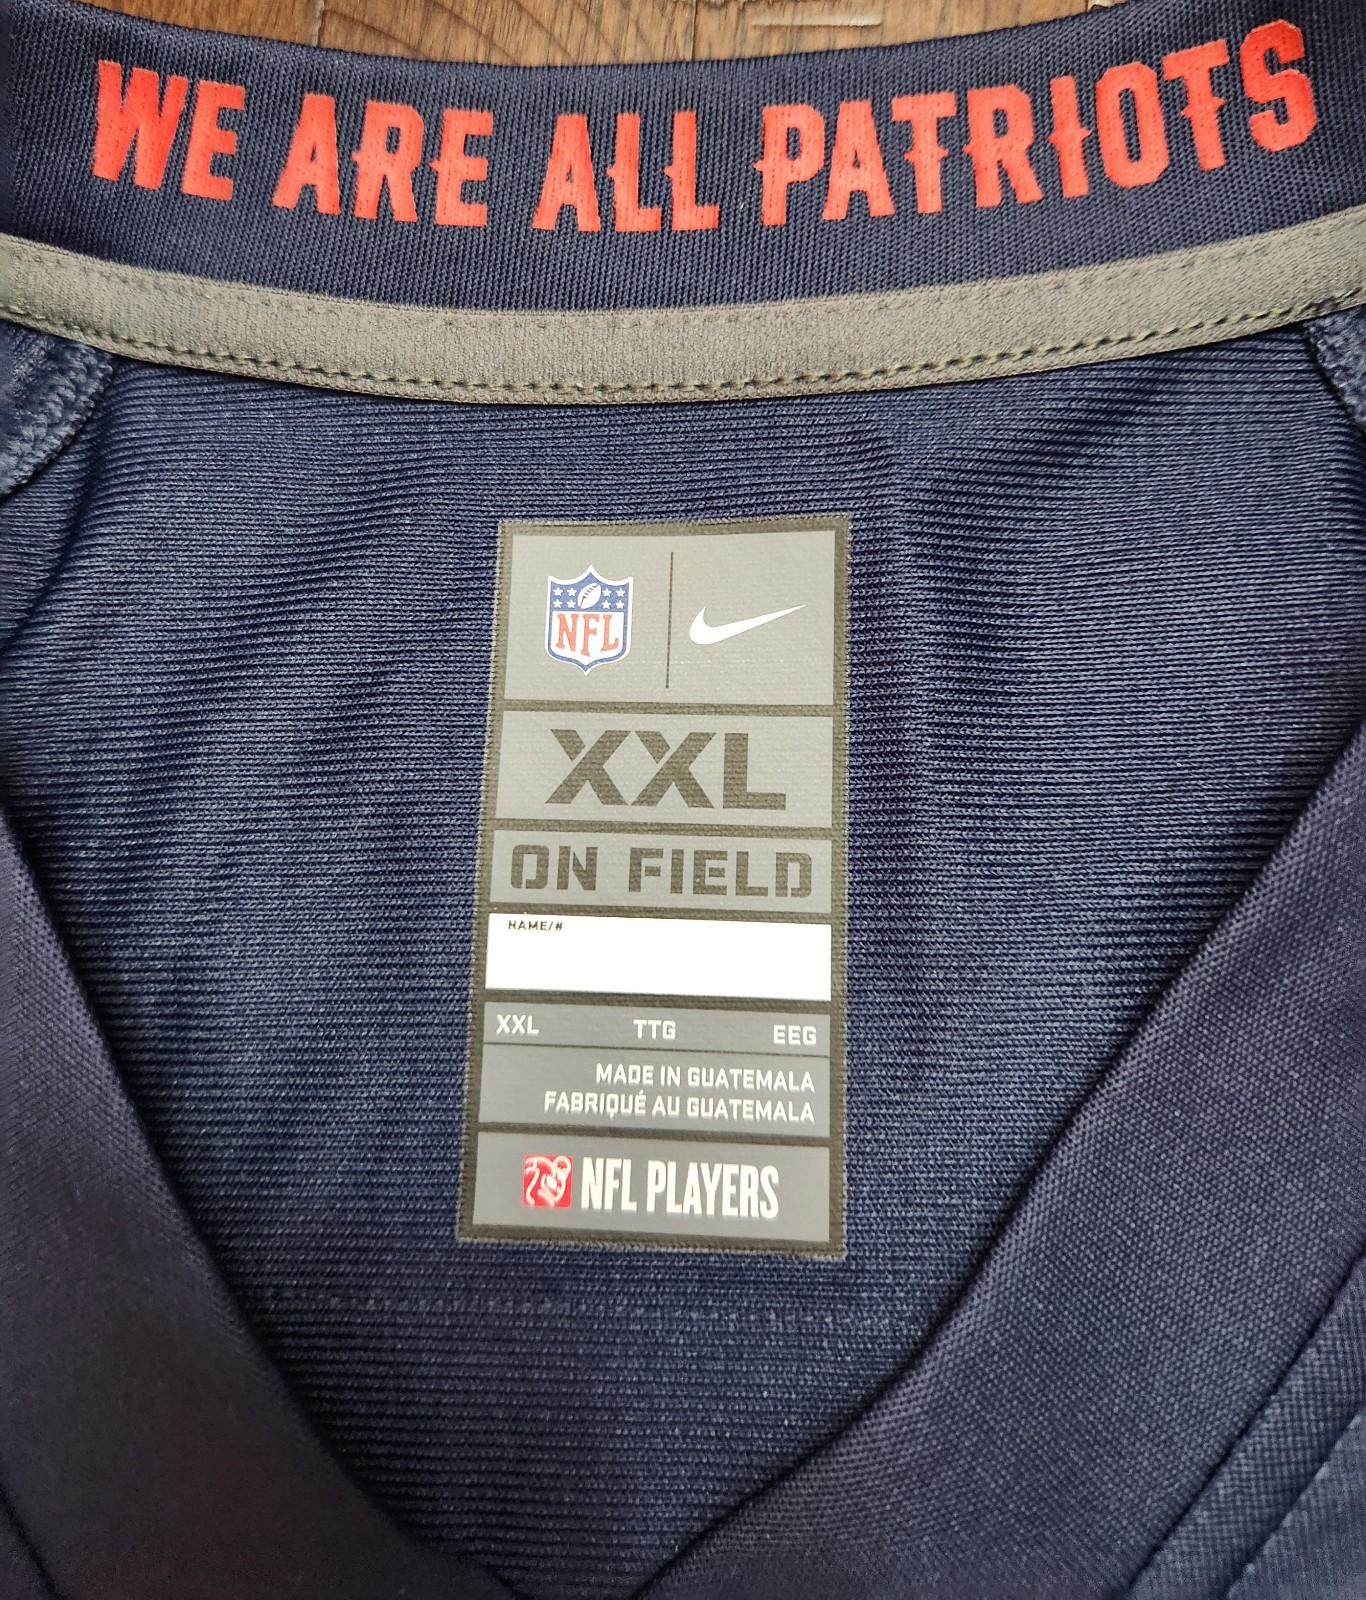 WE ARE ALL PATRIOTS
NFL
XXL
ON FIELD
NAME/#
XXL TTG EEG
MADE IN GUATEMALA
FABRIQUÉ AU GUATEMALA
NFL PLAYERS